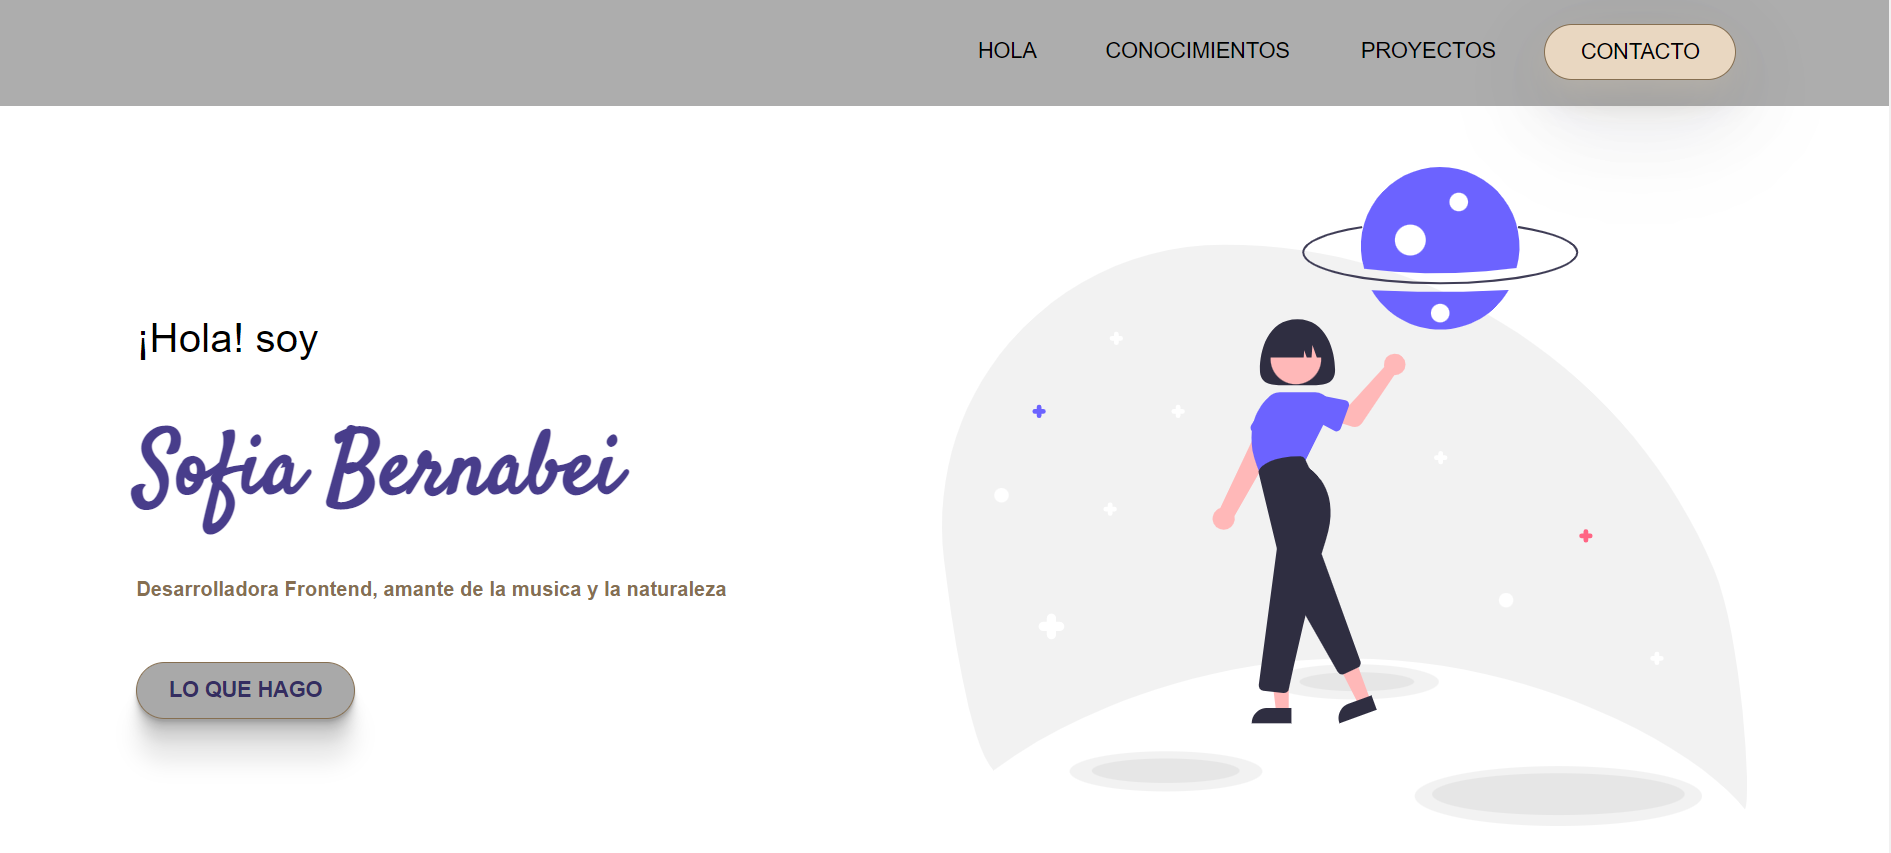 HOLA CONOCIMIENTOS PROYECTOS CONTACTO
¡Hola! soy
Sofia Bernabei
Desarrolladora Frontend, amante de la musica y la naturaleza
LO QUE HAGO